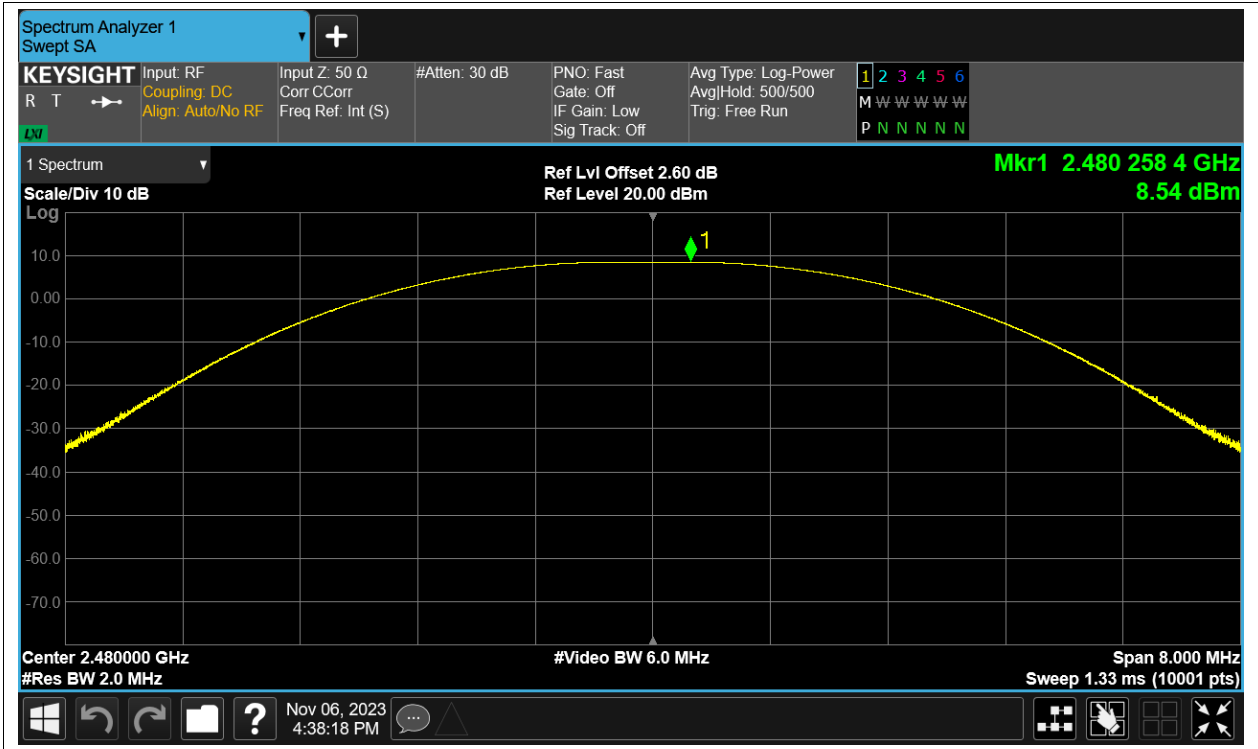 Spectrum Analyzer 1
Swept SA
KEYSIGHT
R T
LXI
Input: RF
Coupling: DC
Align: Auto/No RF
Input Z: 50 Ω
Corr CCorr
Freq Ref: Int (S)
#Atten: 30 dB
PNO: Fast
Gate: Off
IF Gain: Low
Sig Track: Off
Avg Type: Log-Power
Avg|Hold: 500/500
Trig: Free Run
1 2 3 4 5 6
M W W W W W
P N N N N N
1 Spectrum
Scale/Div 10 dB
Log
Ref Lvl Offset 2.60 dB
Ref Level 20.00 dBm
Mkr1 2.480 258 4 GHz
8.54 dBm
1
10.0
0.00
-10.0
-20.0
-30.0
-40.0
-50.0
-60.0
-70.0
Center 2.480000 GHz
#Video BW 6.0 MHz
Span 8.000 MHz
#Res BW 2.0 MHz
Sweep 1.33 ms (10001 pts)
?
Nov 06, 2023
4:38:18 PM